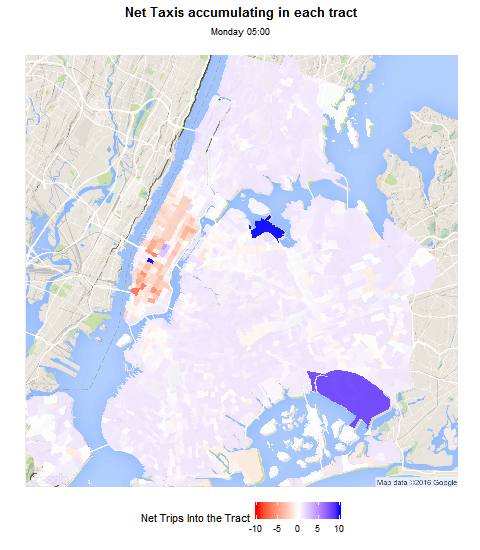 Net Taxis accumulating in each tract
Monday 05:00
Map data ©2016 Google
Net Trips Into the Tract
-10 -5 0 5 10